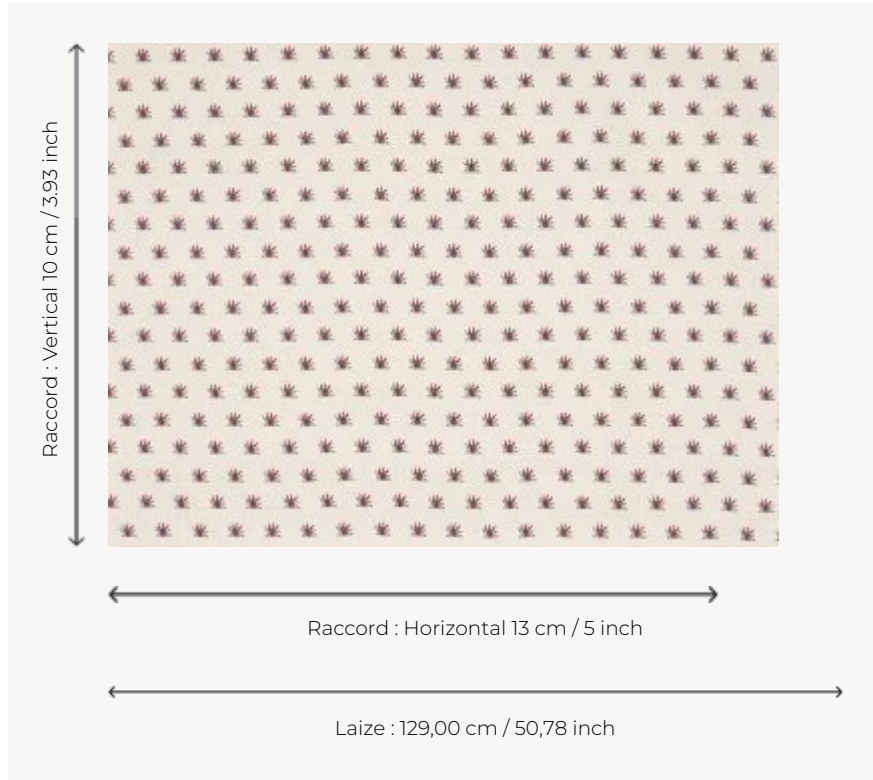 Raccord : Vertical 10 cm / 3.93 inch
Raccord : Horizontal 13 cm / 5 inch
Laize : 129,00 cm / 50,78 inch